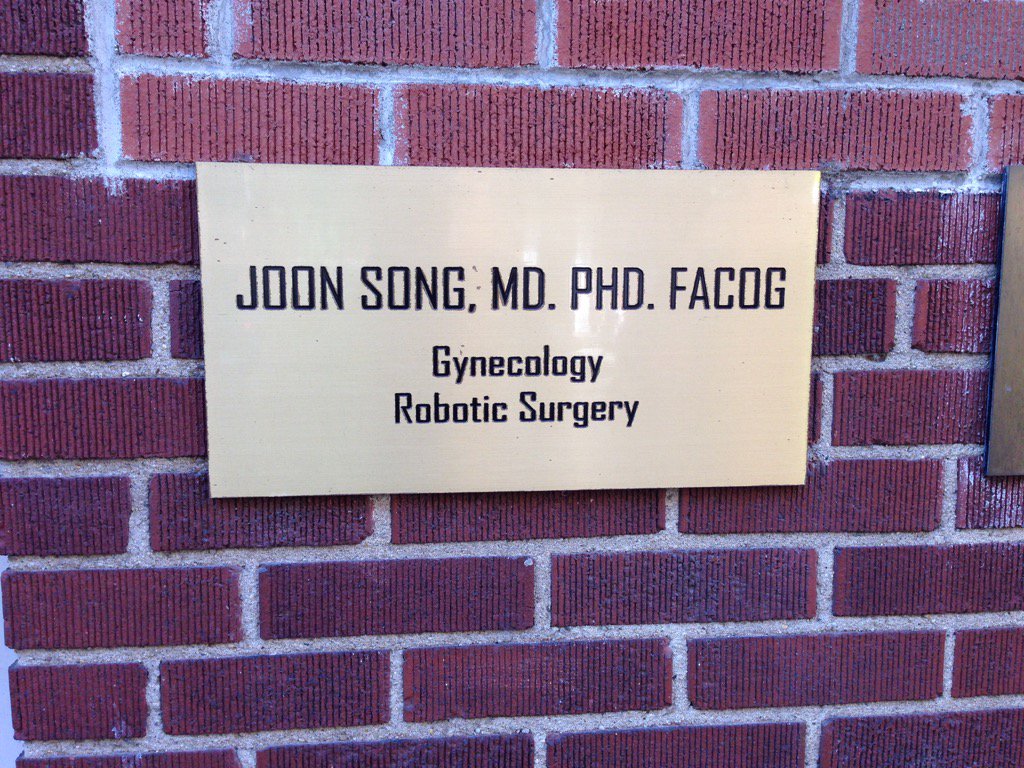 JOON SONG, MD. PHD. FACOG
Gynecology
Robotic Surgery